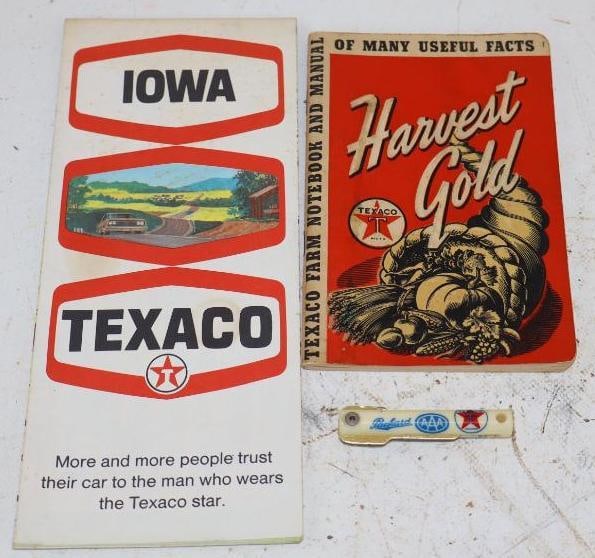 IOWA
TEXACO
T
More and more people trust
their car to the man who wears
the Texaco star.
OF MANY USEFUL FACTS
TEXACO FARM NOTEBOOK AND MANUAL
Harvest
Gold
TEXACO
T
Packard AAA